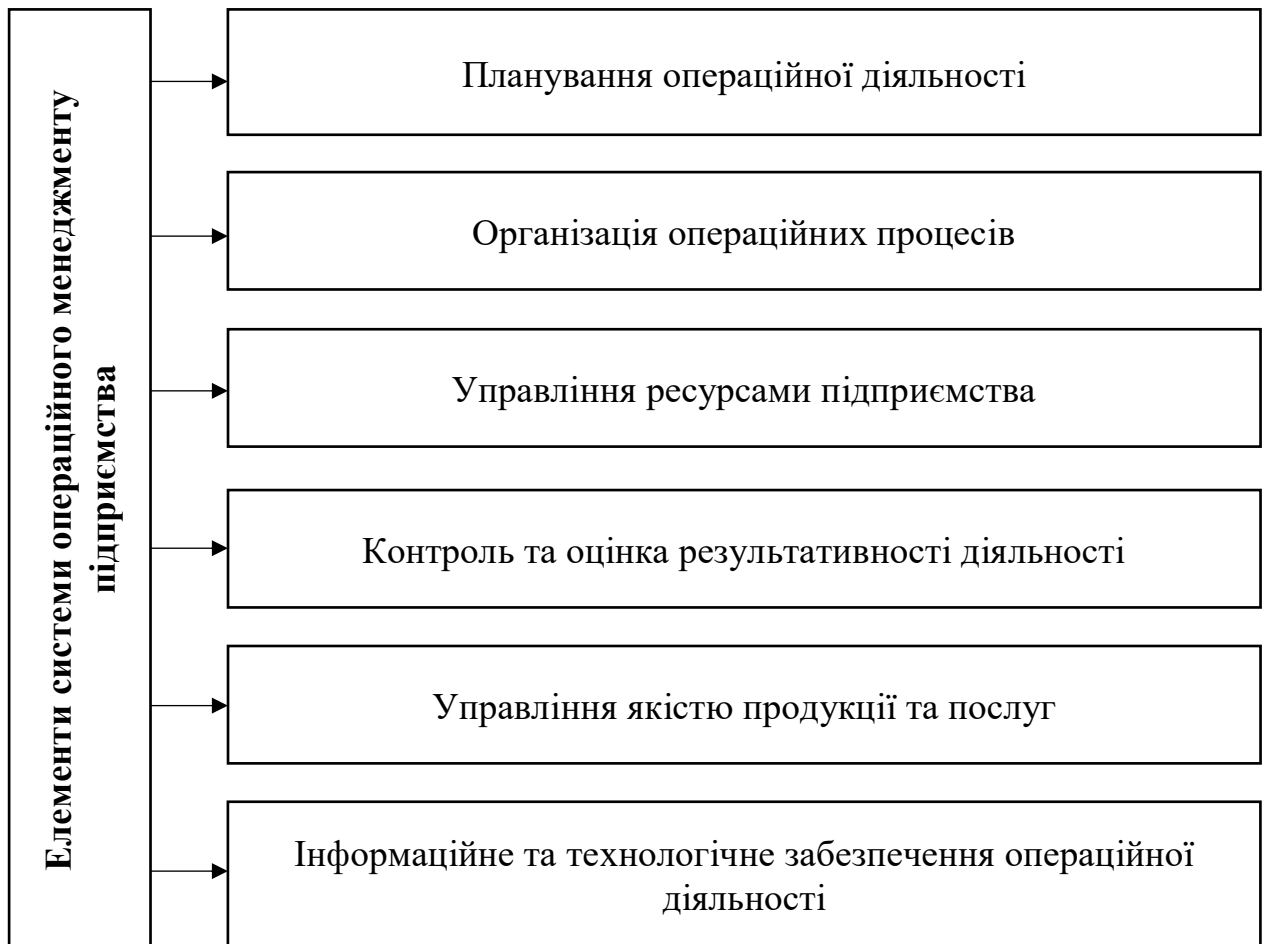 Елементи системи операційного менеджменту
підприємства
Планування операційної діяльності
Організація операційних процесів
Управління ресурсами підприємства
Контроль та оцінка результативності діяльності
Управління якістю продукції та послуг
Інформаційне та технологічне забезпечення операційної
діяльності